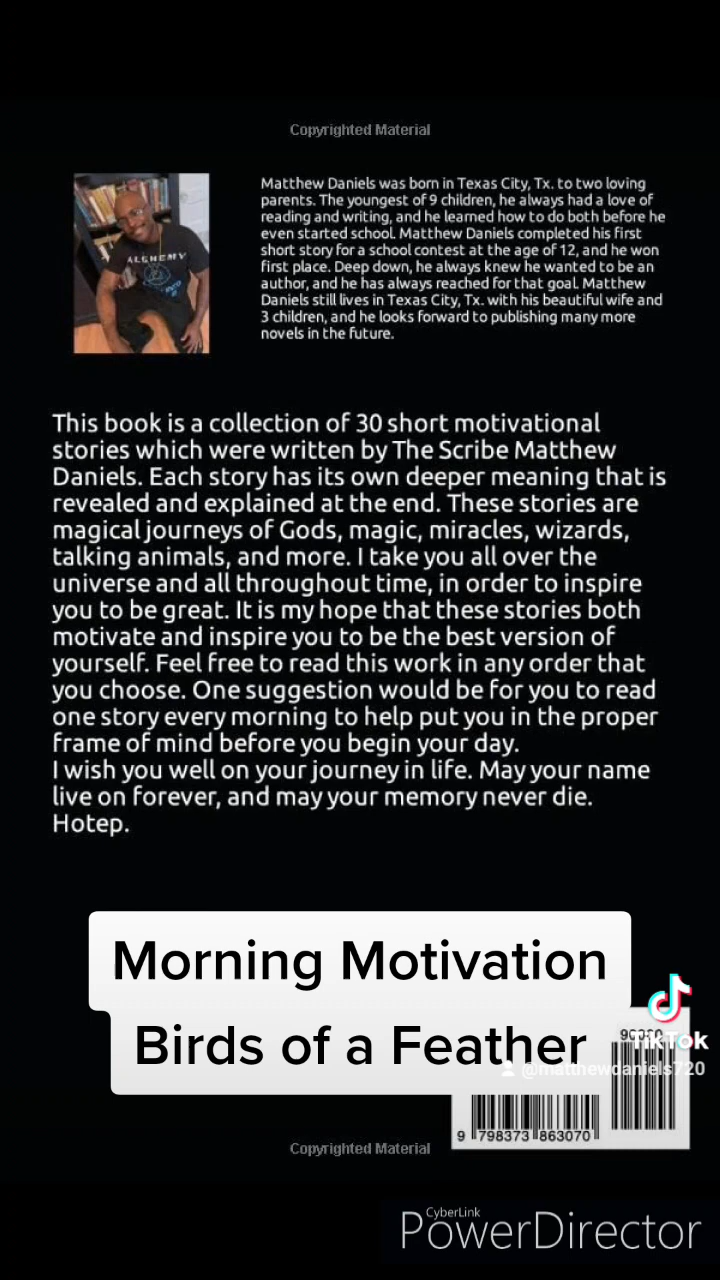 Copyrighted Material
ALCHEMY
Matthew Daniels was born in Texas City, Tx. to two loving
parents. The youngest of 9 children, he always had a love of
reading and writing, and he learned how to do both before he
even started school. Matthew Daniels completed his first
short story for a school contest at the age of 12, and he won
first place. Deep down, he always knew he wanted to be an
author, and he has always reached for that goal. Matthew
Daniels still lives in Texas City, Tx. with his beautiful wife and
3 children, and he looks forward to publishing many more
novels in the future.
This book is a collection of 30 short motivational
stories which were written by The Scribe Matthew
Daniels. Each story has its own deeper meaning that is
revealed and explained at the end. These stories are
magical journeys of Gods, magic, miracles, wizards,
talking animals, and more. I take you all over the
universe and all throughout time, in order to inspire
you to be great. It is my hope that these stories both
motivate and inspire you to be the best version of
yourself. Feel free to read this work in any order that
you choose. One suggestion would be for you to read
one story every morning to help put you in the proper
frame of mind before you begin your day.
I wish you well on your journey in life. May your name
live on forever, and may your memory never die.
Hotep.
Morning Motivation
Birds of a Feather
TikTok
@matthewdaniels720
9 798373 863070
Copyrighted Material
CyberLink
PowerDirector